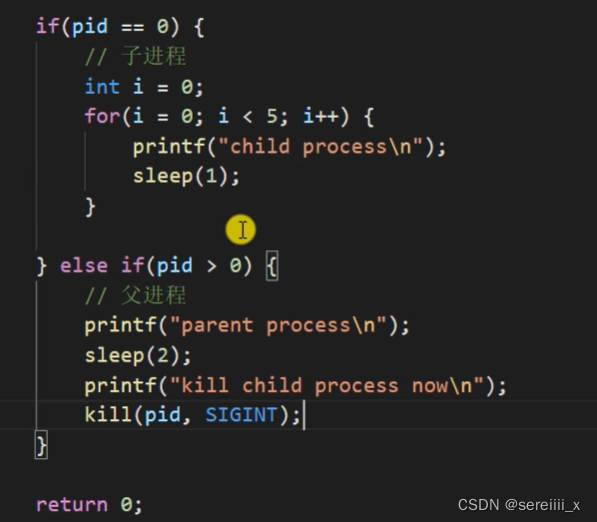 if(pid == 0) {
// 子进程
int i = 0;
for(i = 0; i < 5; i++) {
printf("child process\n");
sleep(1);
}
} else if(pid > 0) {
// 父进程
printf("parent process\n");
sleep(2);
printf("kill child process now\n");
kill(pid, SIGINT);
}
return 0;
CSDN @sereiiii_x